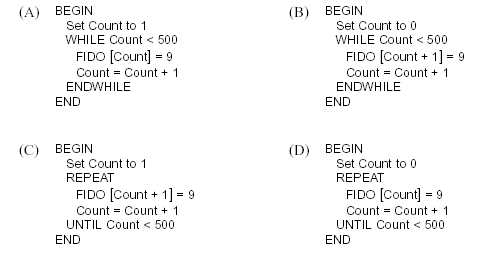 (A) BEGIN
Set Count to 1
WHILE Count < 500
FIDO [Count] = 9
Count = Count + 1
ENDWHILE
END
(B) BEGIN
Set Count to 0
WHILE Count < 500
FIDO [Count + 1] = 9
Count = Count + 1
ENDWHILE
END
(C) BEGIN
Set Count to 1
REPEAT
FIDO [Count + 1] = 9
Count = Count + 1
UNTIL Count < 500
END
(D) BEGIN
Set Count to 0
REPEAT
FIDO [Count] = 9
Count = Count + 1
UNTIL Count < 500
END